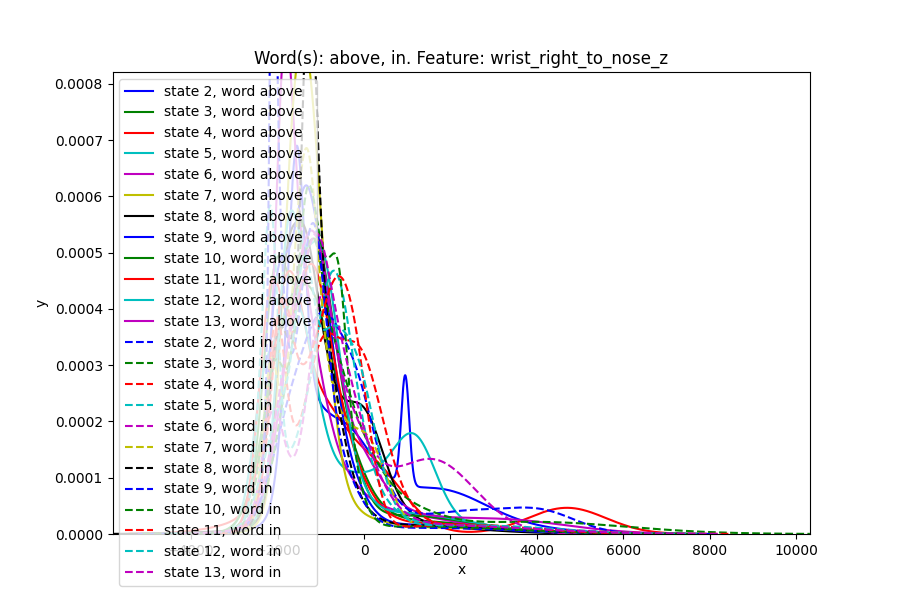 Word(s): above, in. Feature: wrist_right_to_nose_z
0.0008
0.0007
0.0006
0.0005
0.0004
0.0003
0.0002
0.0001
0.0000
y
state 2, word above
state 3, word above
state 4, word above
state 5, word above
state 6, word above
state 7, word above
state 8, word above
state 9, word above
state 10, word above
state 11, word above
state 12, word above
state 13, word above
state 2, word in
state 3, word in
state 4, word in
state 5, word in
state 6, word in
state 7, word in
state 8, word in
state 9, word in
state 10, word in
state 11, word in
state 12, word in
state 13, word in
0 2000 4000 6000 8000 10000
x